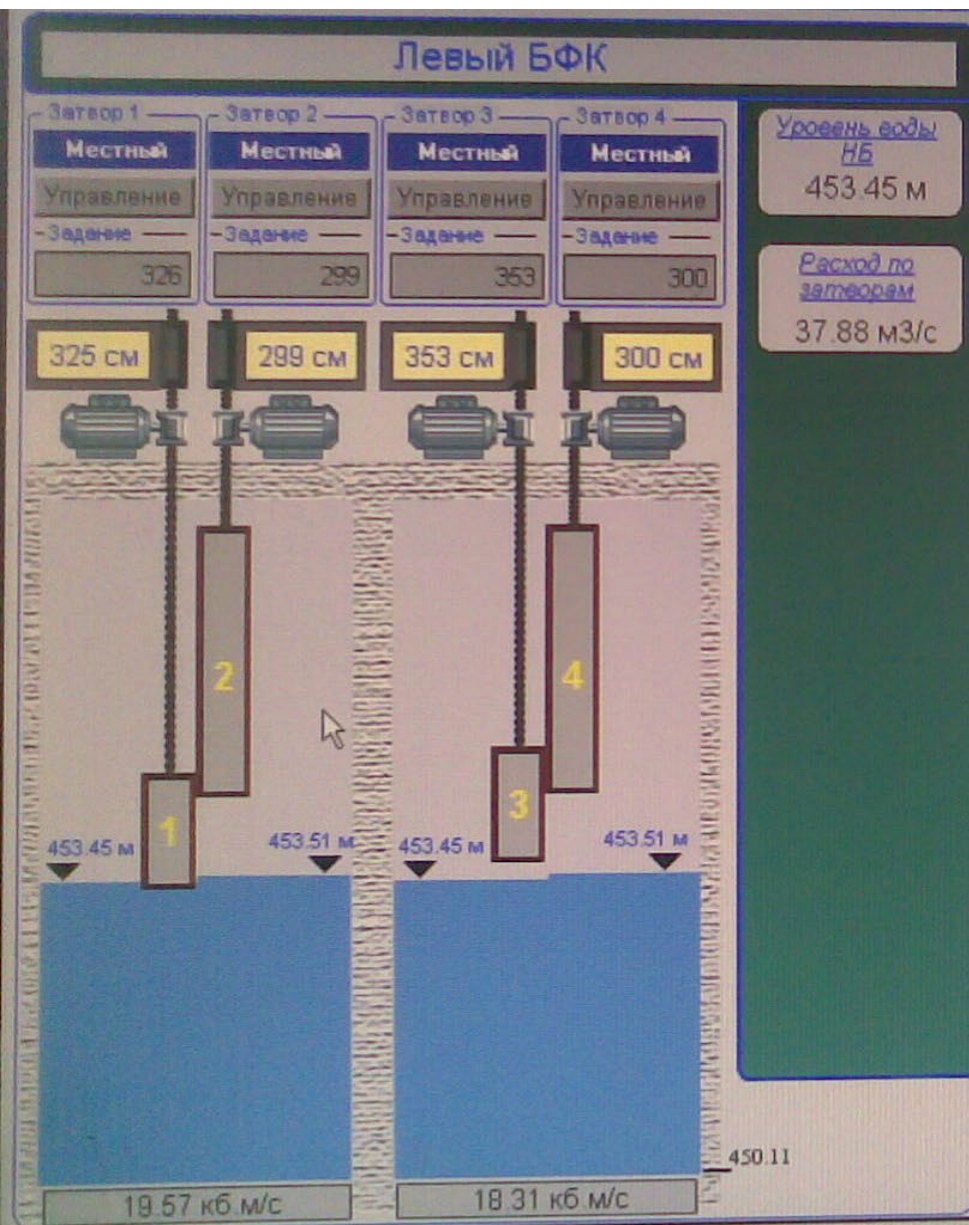 Левый БФК
Затвор 1
Затвор 2
Затвор 3
Затвор 4
Местный
Местный
Местный
Местный
Управление
Управление
Управление
Управление
Задание
Задание
Задание
Задание
326
299
353
300
Уровень воды
НБ
453.45 м
Расход по
затворам
37.88 м3/с
325 см
299 см
353 см
300 см
2
4
1
3
453.45 м
453.51 м
453.45 м
453.51 м
450.11
19.57 кб.м/с
18.31 кб.м/с